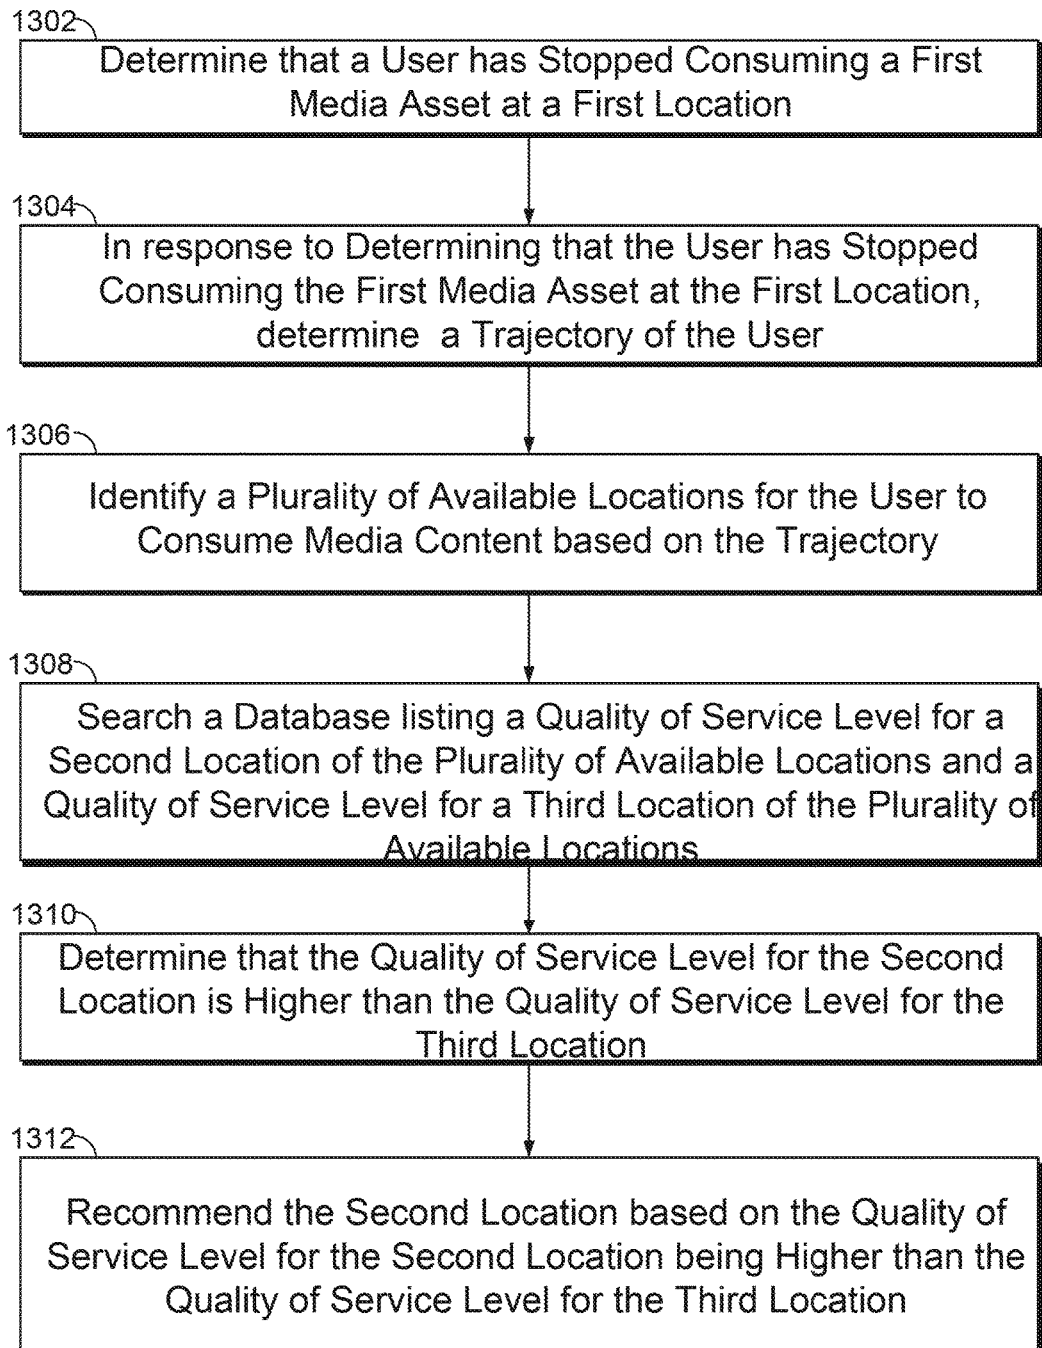 1302
Determine that a User has Stopped Consuming a First
Media Asset at a First Location
1304
In response to Determining that the User has Stopped
Consuming the First Media Asset at the First Location,
determine a Trajectory of the User
1306
Identify a Plurality of Available Locations for the User to
Consume Media Content based on the Trajectory
1308
Search a Database listing a Quality of Service Level for a
Second Location of the Plurality of Available Locations and a
Quality of Service Level for a Third Location of the Plurality of
Available Locations
1310
Determine that the Quality of Service Level for the Second
Location is Higher than the Quality of Service Level for the
Third Location
1312
Recommend the Second Location based on the Quality of
Service Level for the Second Location being Higher than the
Quality of Service Level for the Third Location